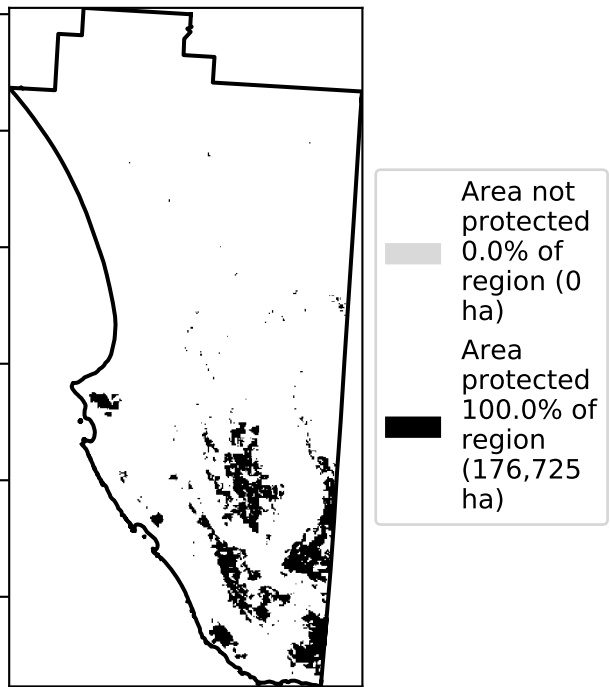 Area not
protected
0.0% of
region (0
ha)
Area
protected
100.0% of
region
(176,725
ha)